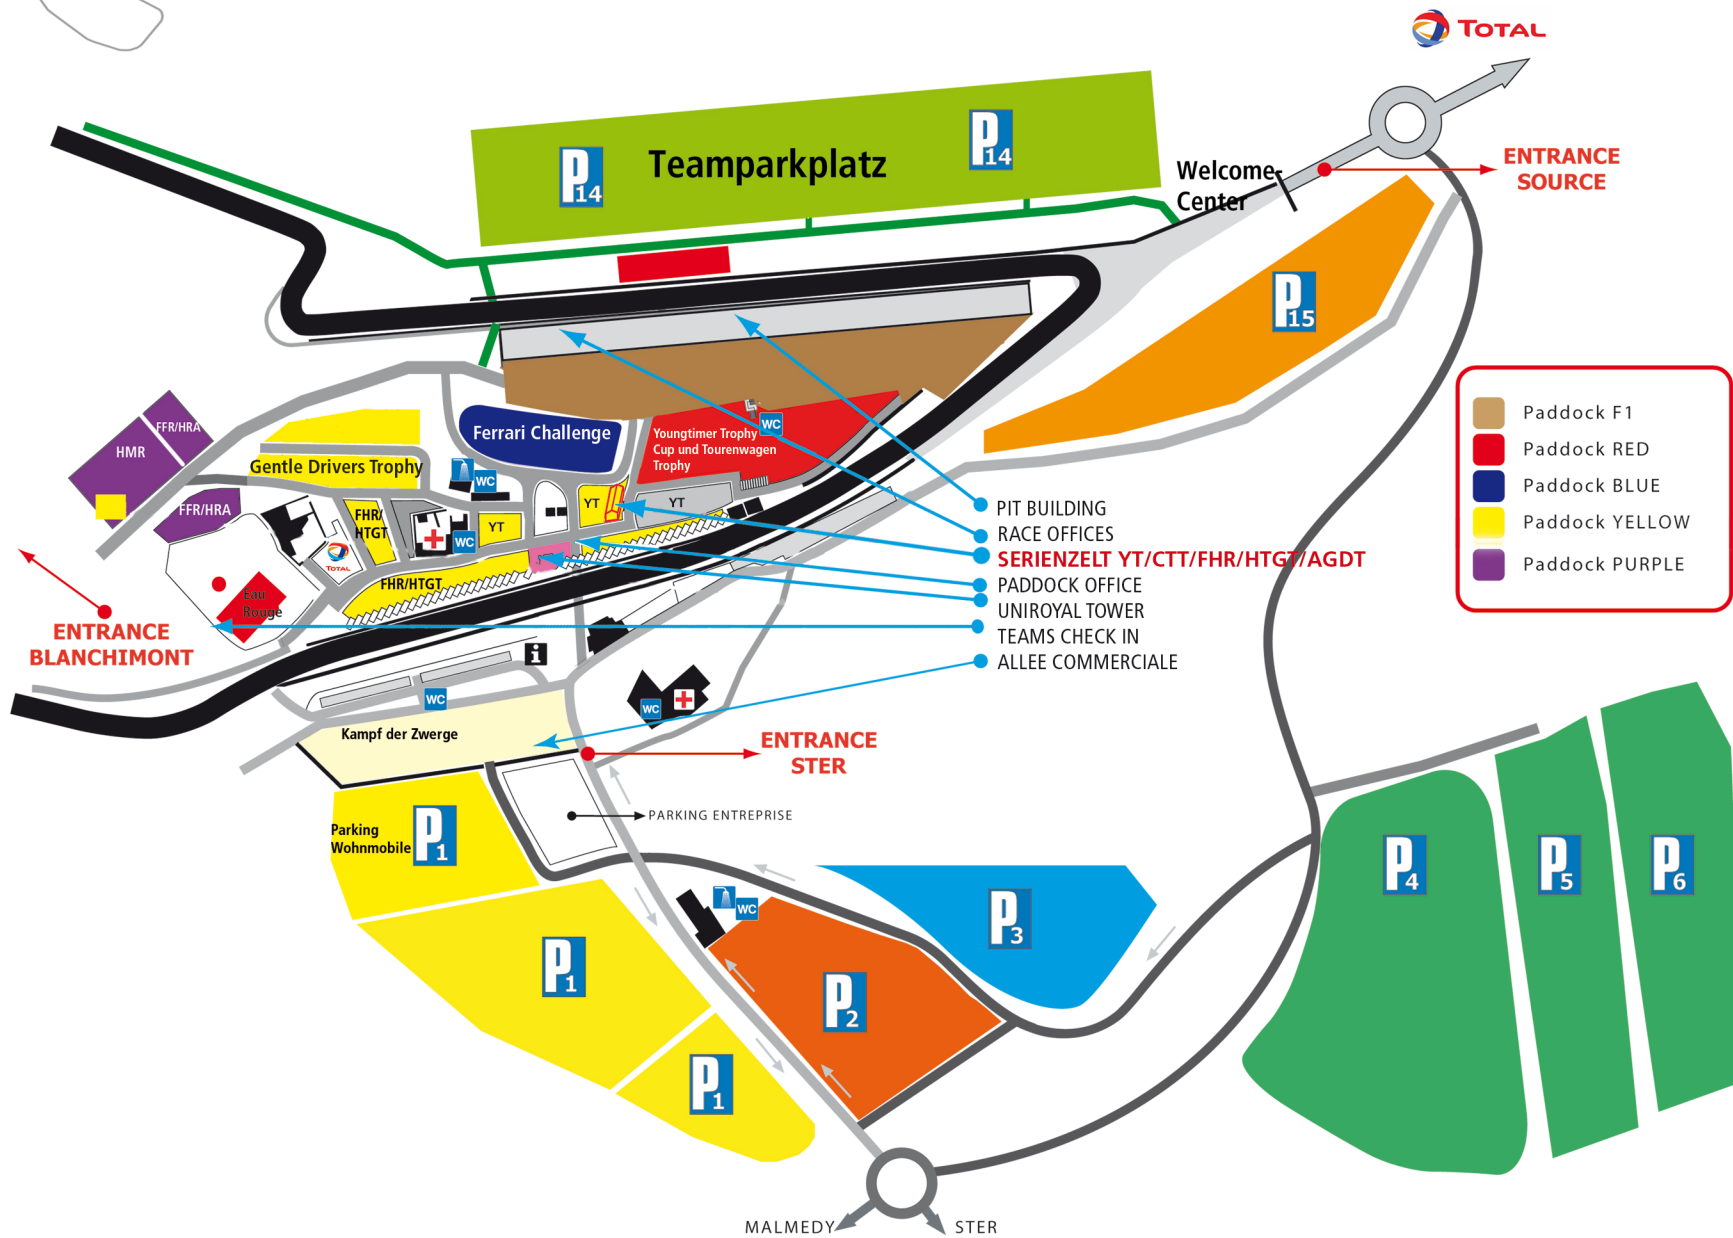 TOTAL
P14
Teamparkplatz
P14
Welcome-
Center
ENTRANCE
SOURCE
P15
Paddock F1
Paddock RED
Paddock BLUE
Paddock YELLOW
Paddock PURPLE
FFR/HRA
HMR
FFR/HRA
Gentle Drivers Trophy
Ferrari Challenge
Youngtimer Trophy
Cup und Tourenwagen
Trophy
WC
WC
WC
FHR/
HTGT
YT
YT
YT
TOTAL
FHR/HTGT
Eau
Rouge
ENTRANCE
BLANCHIMONT
PIT BUILDING
RACE OFFICES
SERIENZELT YT/CTT/FHR/HTGT/AGDT
PADDOCK OFFICE
UNIROYAL TOWER
TEAMS CHECK IN
ALLEE COMMERCIALE
i
WC
WC
Kampf der Zwerge
ENTRANCE
STER
PARKING ENTREPRISE
Parking
Wohnmobile
P1
P1
P1
WC
P2
P3
P4
P5
P6
MALMEDY
STER